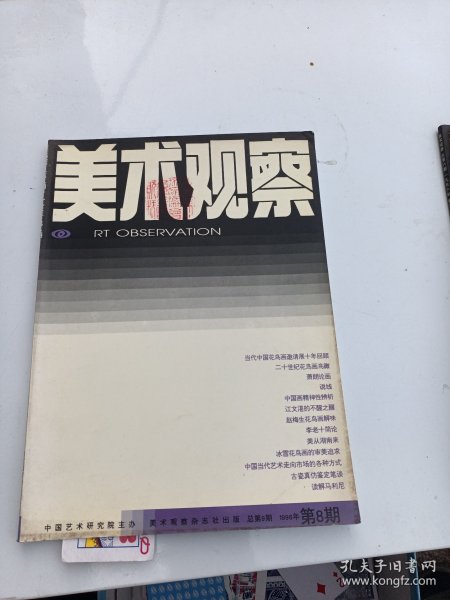 美术观察
RT OBSERVATION
当代中国花鸟画邀请展十年回顾
二十世纪花鸟画鸟瞰
萧朗论画
说线
中国画精神性辨析
江文湛的不醒之醒
赵梅生花鸟画解味
李老十简论
美从湖南来
冰雪花鸟画的审美追求
中国当代艺术走向市场的各种方式
古瓷真伪鉴定笔谈
读解马利尼
中国艺术研究院主办
美术观察杂志社出版 总第8期 1996年 第8期
孔夫子旧书网
www.kongfz.com